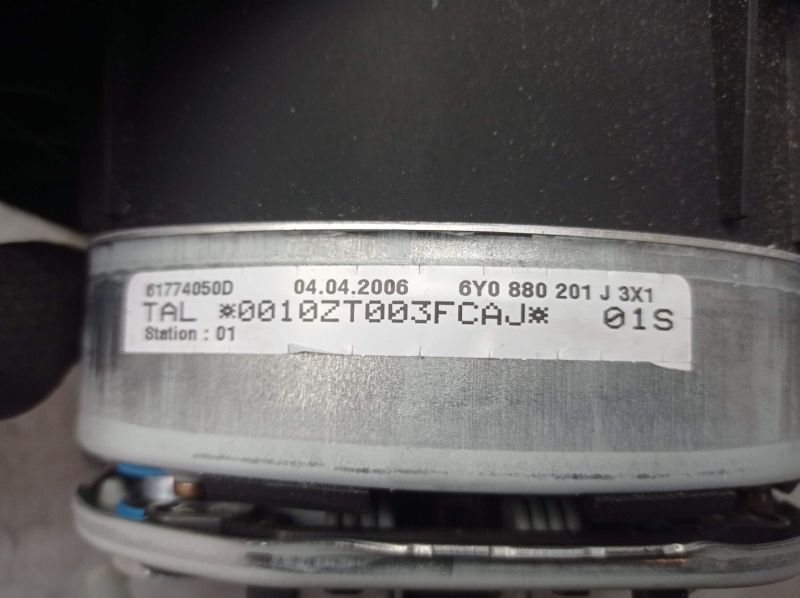 61774050D 04.04.2006 6Y0 880 201 J 3X1
TAL *0010ZT003FCAJ* 01S
Station : 01